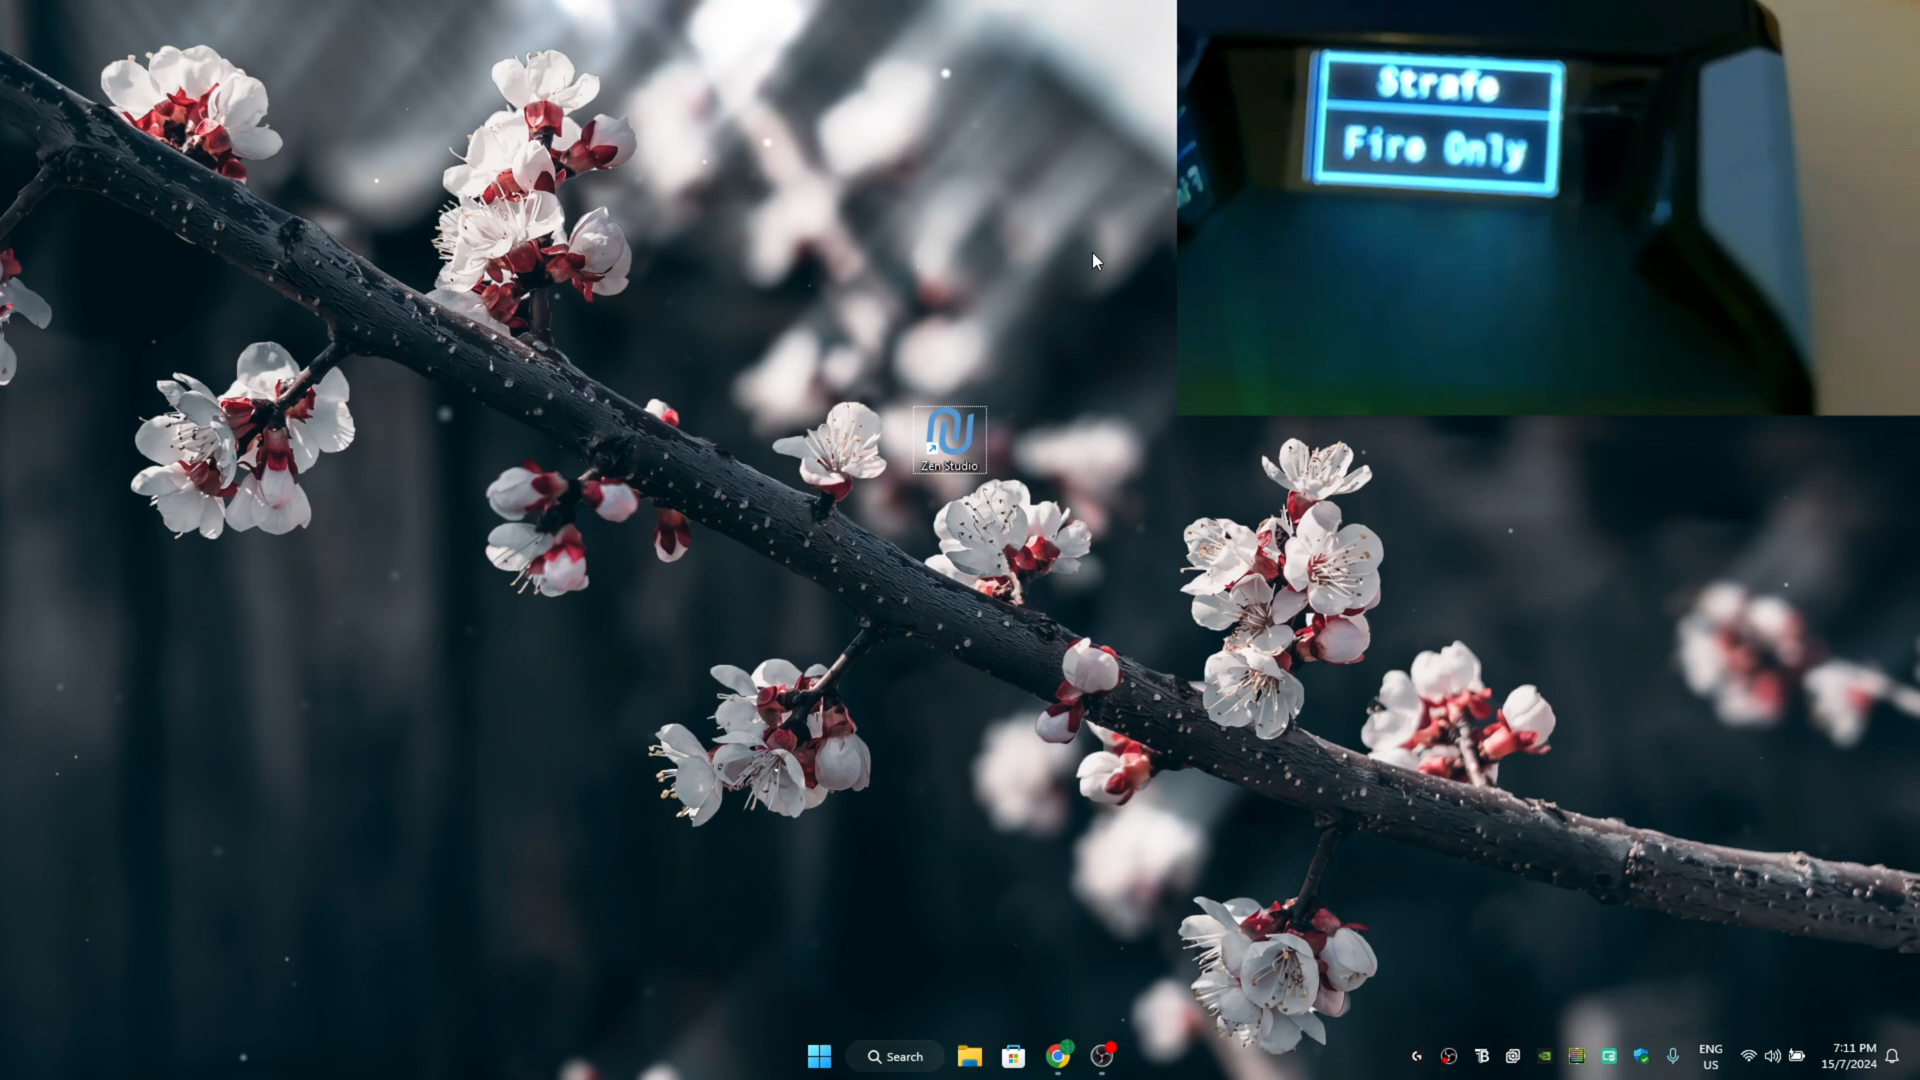 Strafe
Fire Only
Zen Studio
Search
ENG
US
7:11 PM
15/7/2024